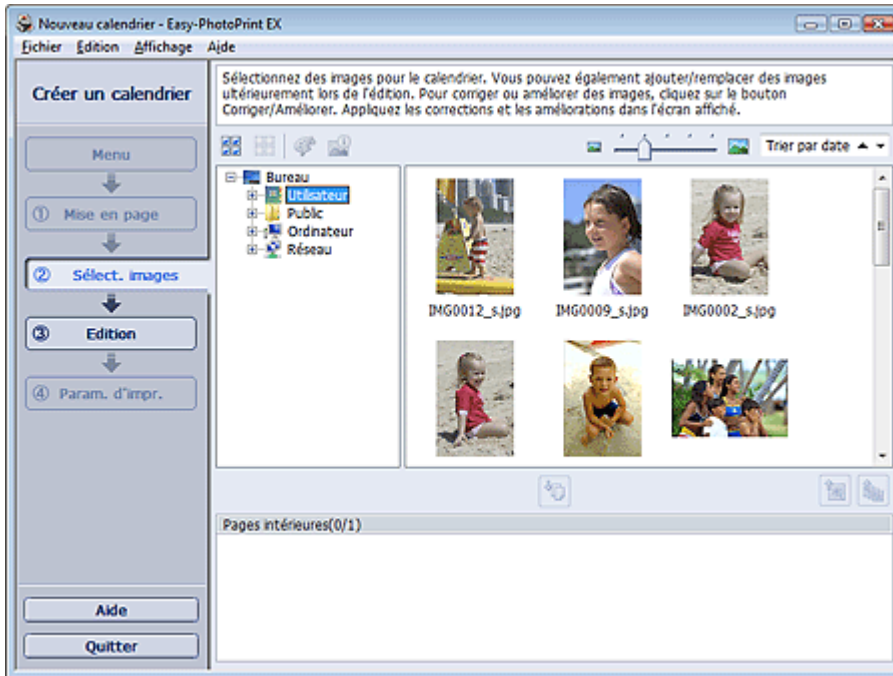 Nouveau calendrier - Easy-PhotoPrint EX
Fichier Edition Affichage Aide
Créer un calendrier
Menu
① Mise en page
② Sélect. images
③ Edition
④ Param. d'impr.
Aide
Quitter
Sélectionnez des images pour le calendrier. Vous pouvez également ajouter/remplacer des images
ultérieurement lors de l'édition. Pour corriger ou améliorer des images, cliquez sur le bouton
Corriger/Améliorer. Appliquez les corrections et les améliorations dans l'écran affiché.
Trier par date
Bureau
Utilisateur
Public
Ordinateur
Réseau
IMG0012_s.jpg IMG0009_s.jpg IMG0002_s.jpg
Pages intérieures(0/1)